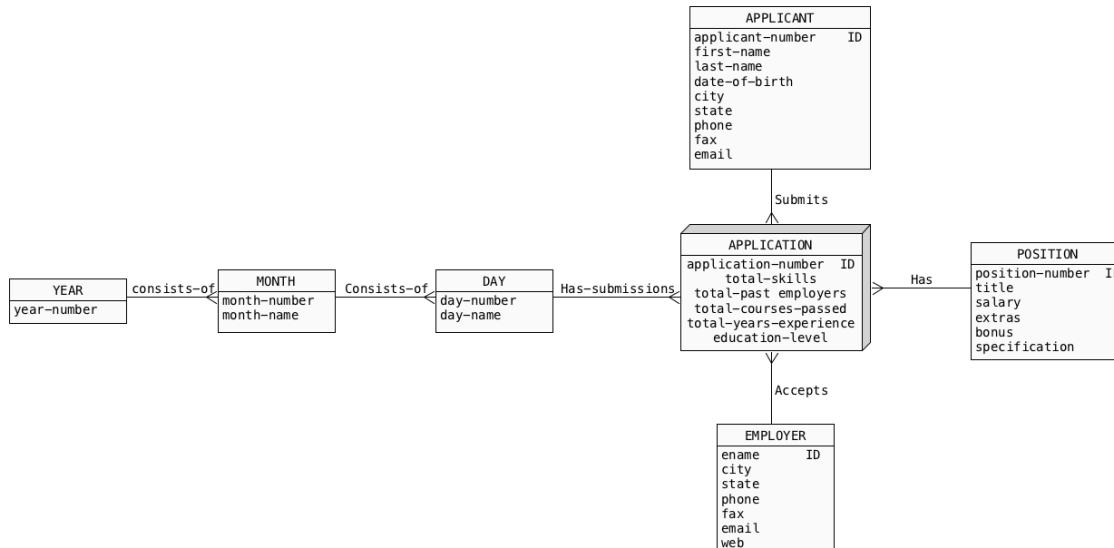 APPLICANT
applicant-number ID
first-name
last-name
date-of-birth
city
state
phone
fax
email
Submits
YEAR
year-number
consists-of
MONTH
month-number
month-name
Consists-of
DAY
day-number
day-name
Has-submissions
APPLICATION
application-number ID
total-skills
total-past employers
total-courses-passed
total-years-experience
education-level
Has
POSITION
position-number
title
salary
extras
bonus
specification
Accepts
EMPLOYER
ename ID
city
state
phone
fax
email
web